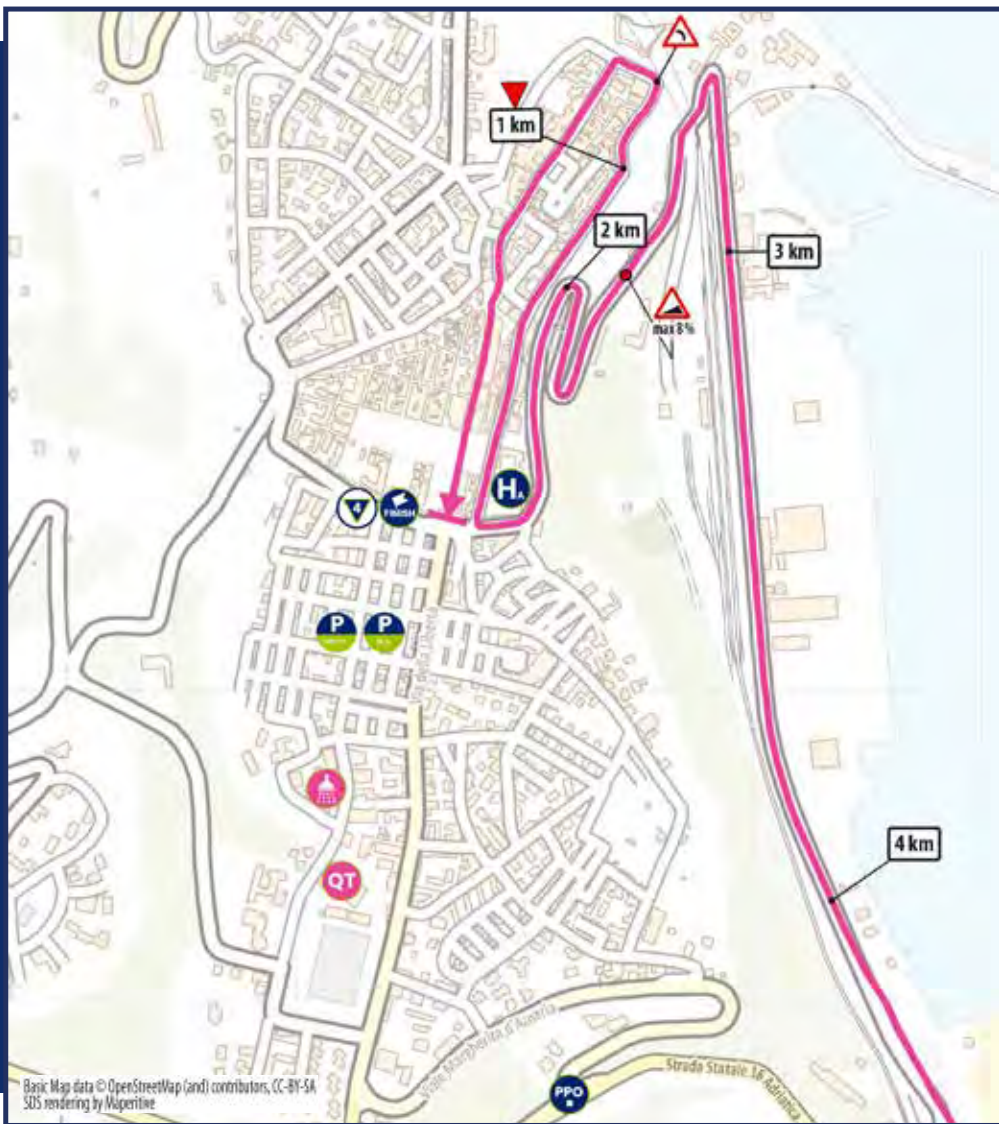 1 km
2 km
3 km
max 8%
H A
4
FINISH
P
P
QT
4 km
Viale Margherita d'Austria
Strada Statale 16 Adriatica
PPO
Basic Map data © OpenStreetMap (and) contributors, CC-BY-SA
SDS rendering by Maperitive